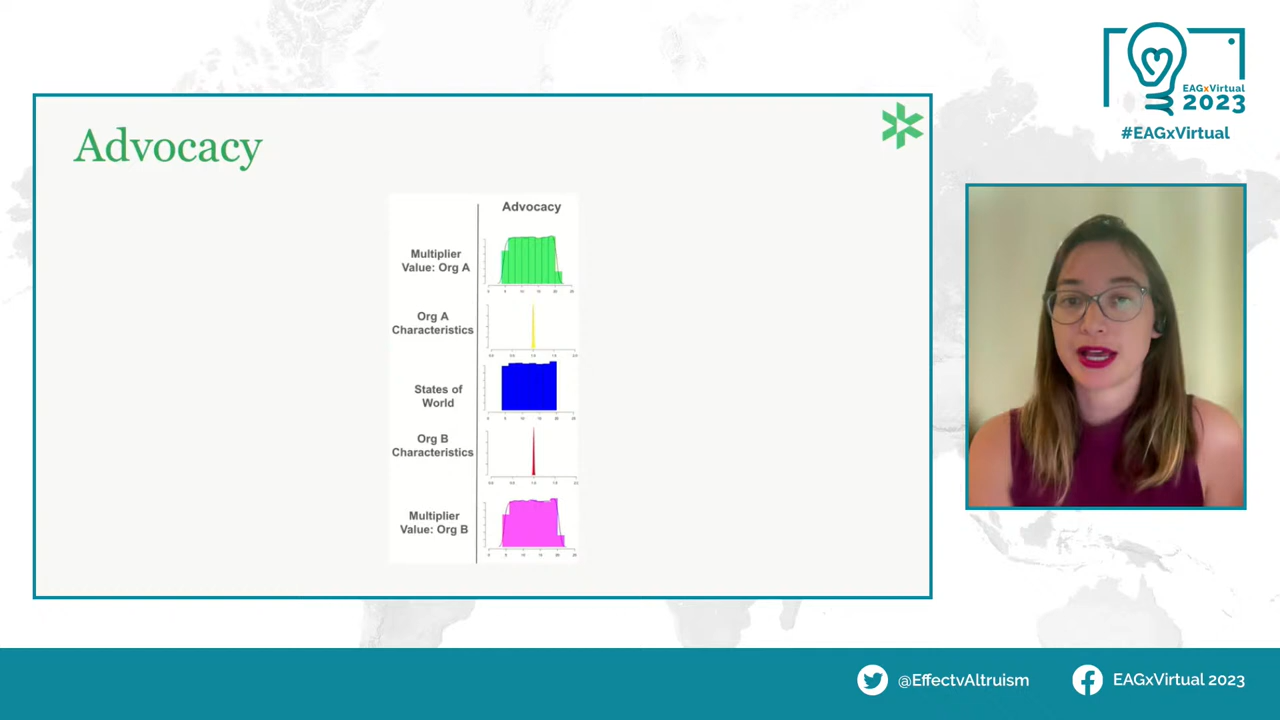 Advocacy
Advocacy
Multiplier
Value: Org A
Org A
Characteristics
States of
World
Org B
Characteristics
Multiplier
Value: Org B
EAGxVirtual
2023
#EAGxVirtual
@EffectvAltruism
EAGxVirtual 2023